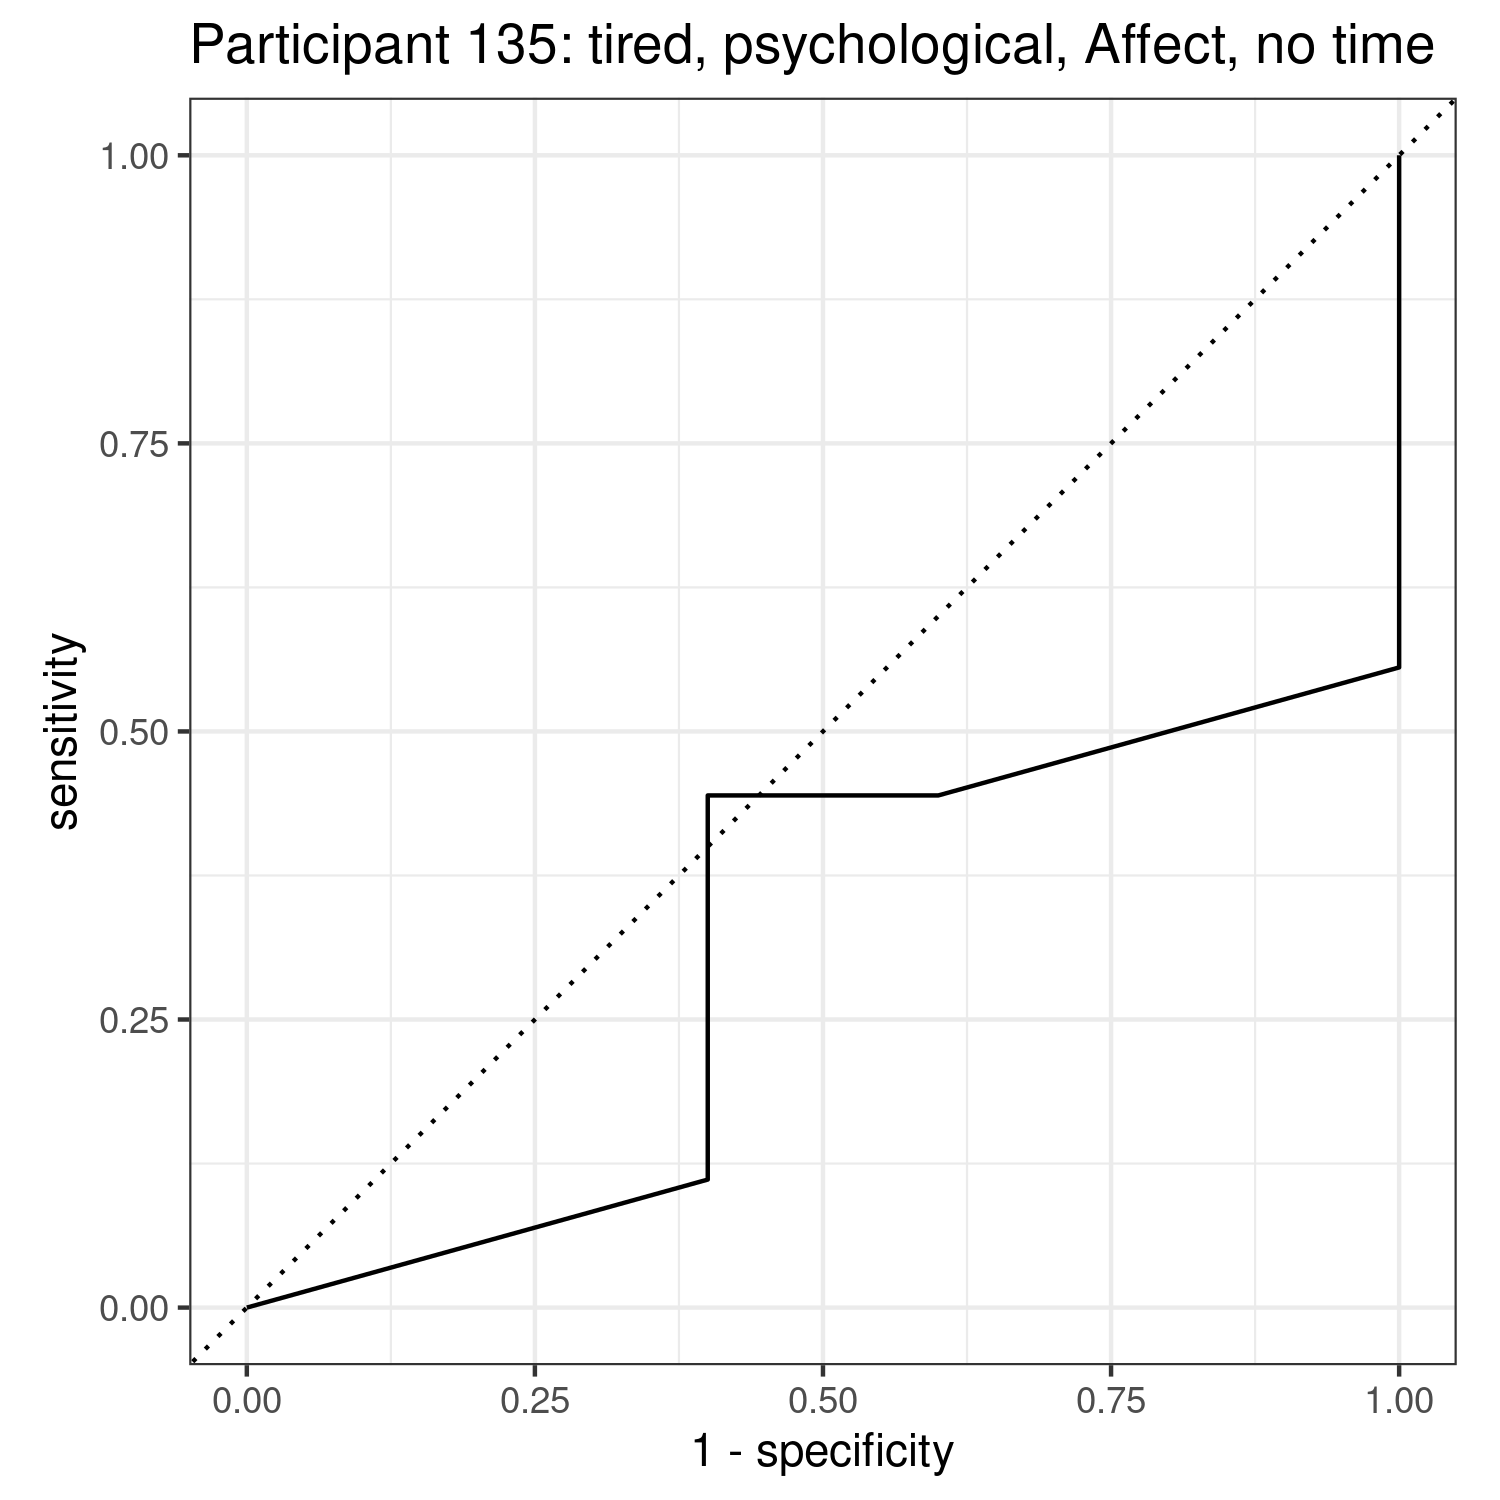 Participant 135: tired, psychological, Affect, no time
1.00
0.75
0.50
0.25
0.00
sensitivity
0.00 0.25 0.50 0.75 1.00
1 - specificity